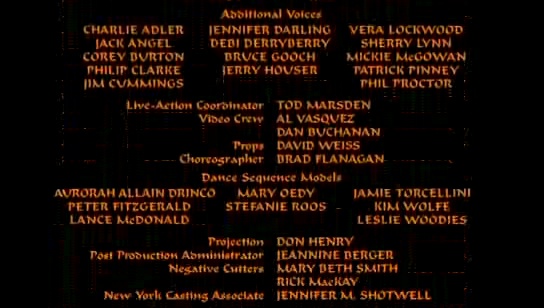 Additional Voices
CHARLIE ADLER JENNIFER DARLING VERA LOCKWOOD
JACK ANGEL DEBI DERRYBERRY SHERRY LYNN
COREY BURTON BRUCE GOOCH MICKIE McGOWAN
PHILIP CLARKE JERRY HOUSER PATRICK PINNEY
JIM CUMMINGS PHIL PROCTOR
Live-Action Coordinator TOD MARSDEN
Video Crew AL VASQUEZ
DAN BUCHANAN
Props DAVID WEISS
Choreographer BRAD FLANAGAN
Dance Sequence Models
AURORAH ALLAIN DRINCO MARY OEDY JAMIE TORCELLINI
PETER FITZGERALD STEFANIE ROOS KIM WOLFE
LANCE McDONALD LESLIE WOODIES
Projection DON HENRY
Post Production Administrator JEANNINE BERGER
Negative Cutters MARY BETH SMITH
RICK MacKAY
New York Casting Associate JENNIFER M. SHOTWELL